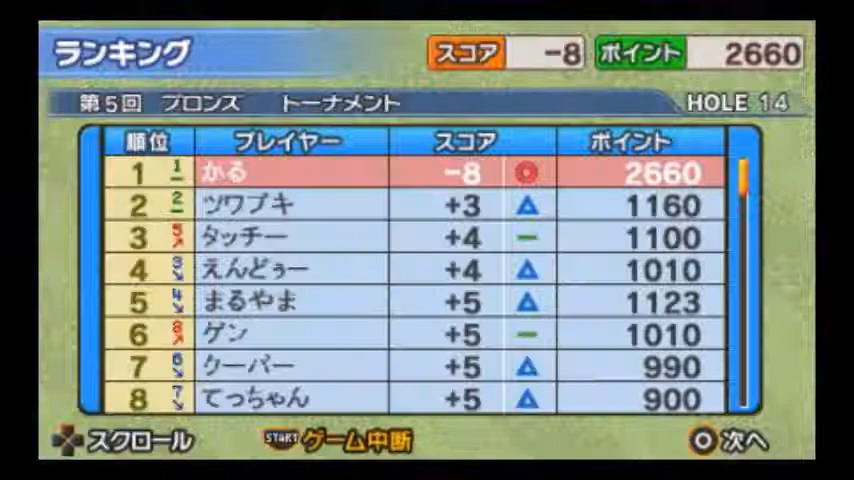 ランキング スコア -8 ポイント 2660
第5回 ブロンズ トーナメント HOLE 14
順位 プレイヤー スコア ポイント
1 1 かる -8 2660
2 2 ツワブキ +3 1160
3 5 タッチー +4 1100
4 3 えんどぅー +4 1010
5 4 まるやま +5 1123
6 8 ゲン +5 1010
7 6 クーパー +5 990
8 7 てっちゃん +5 900
スクロール START ゲーム中断 次へ